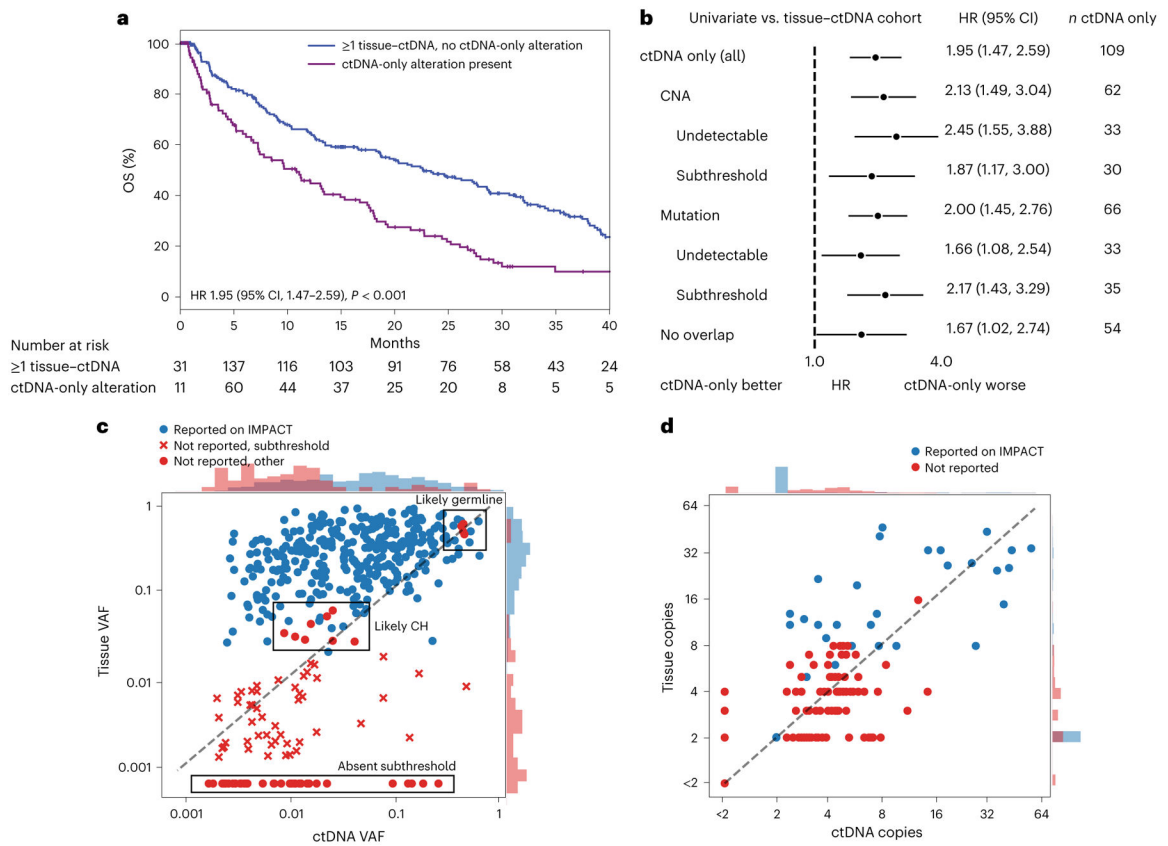 a
≥1 tissue–ctDNA, no ctDNA-only alteration
ctDNA-only alteration present
100
80
60
40
20
0
OS (%)
HR 1.95 (95% CI, 1.47–2.59), P < 0.001
0 5 10 15 20 25 30 35 40
Months
Number at risk
≥1 tissue–ctDNA 31 137 116 103 91 76 58 43 24
ctDNA-only alteration 11 60 44 37 25 20 8 5 5
b
Univariate vs. tissue–ctDNA cohort HR (95% CI) n ctDNA only
ctDNA only (all) 1.95 (1.47, 2.59) 109
CNA 2.13 (1.49, 3.04) 62
Undetectable 2.45 (1.55, 3.88) 33
Subthreshold 1.87 (1.17, 3.00) 30
Mutation 2.00 (1.45, 2.76) 66
Undetectable 1.66 (1.08, 2.54) 33
Subthreshold 2.17 (1.43, 3.29) 35
No overlap 1.67 (1.02, 2.74) 54
1.0 4.0
ctDNA-only better HR ctDNA-only worse
c
Reported on IMPACT
Not reported, subthreshold
Not reported, other
Likely germline
Likely CH
Absent subthreshold
1
0.1
0.01
0.001
Tissue VAF
0.001 0.01 0.1 1
ctDNA VAF
d
Reported on IMPACT
Not reported
64
32
16
8
4
2
<2
Tissue copies
<2 2 4 8 16 32 64
ctDNA copies